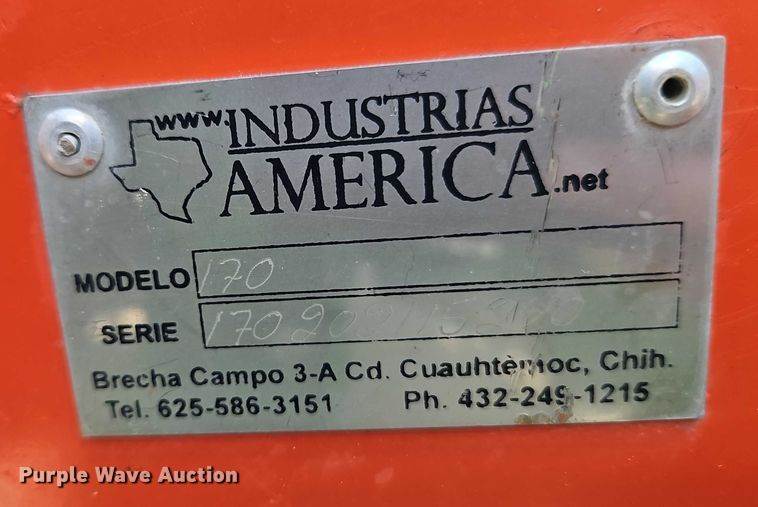 www.INDUSTRIAS
AMERICA.net
MODELO 170
SERIE
Brecha Campo 3-A Cd. Cuauhtèmoc, Chih.
Tel. 625-586-3151 Ph. 432-249-1215
Purple Wave Auction